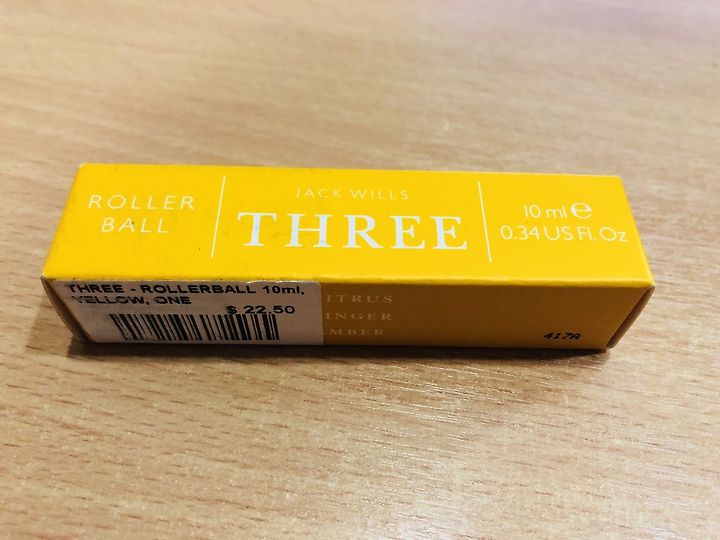 ROLLER
BALL
JACK WILLS
THREE
10 ml ℮
0.34 US Fl. Oz
THREE - ROLLERBALL 10ml,
YELLOW, ONE
$ 22.50
ITRUS
INGER
MBER
417A